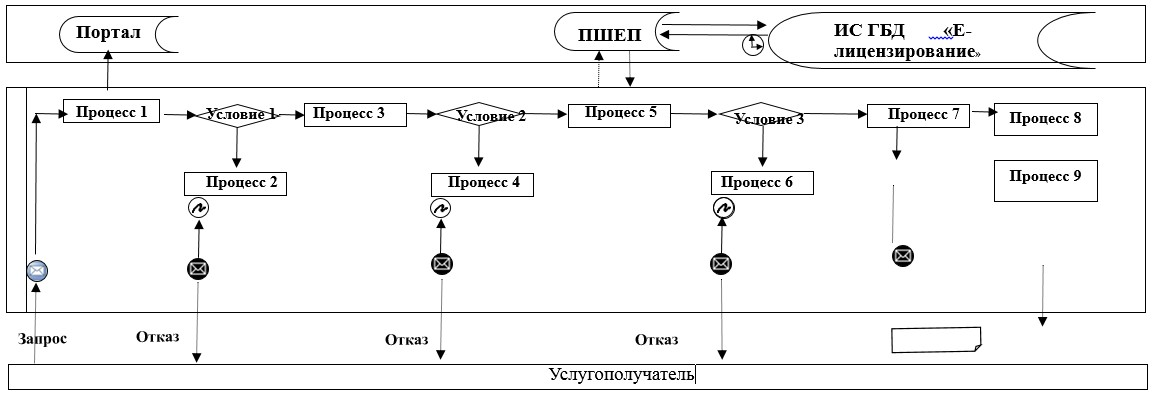 Портал
ПШЕП
ИС ГБД «Е-
лицензирование»
Процесс 1
Условие 1
Процесс 3
Условие 2
Процесс 5
Условие 3
Процесс 7
Процесс 8
Процесс 2
Процесс 4
Процесс 6
Процесс 9
Запрос
Отказ
Отказ
Отказ
Услугополучатель